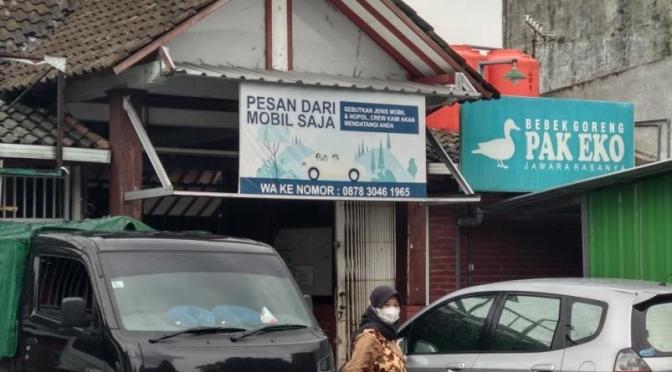 PESAN DARI
MOBIL SAJA
SEBUTKAN JENIS MOBIL
& NOPOL, CREW KAMI AKAN
MENDATANGI ANDA
WA KE NOMOR : 0878 3046 1965
BEBEK GORENG
PAK EKO
JAWARA RASANYA